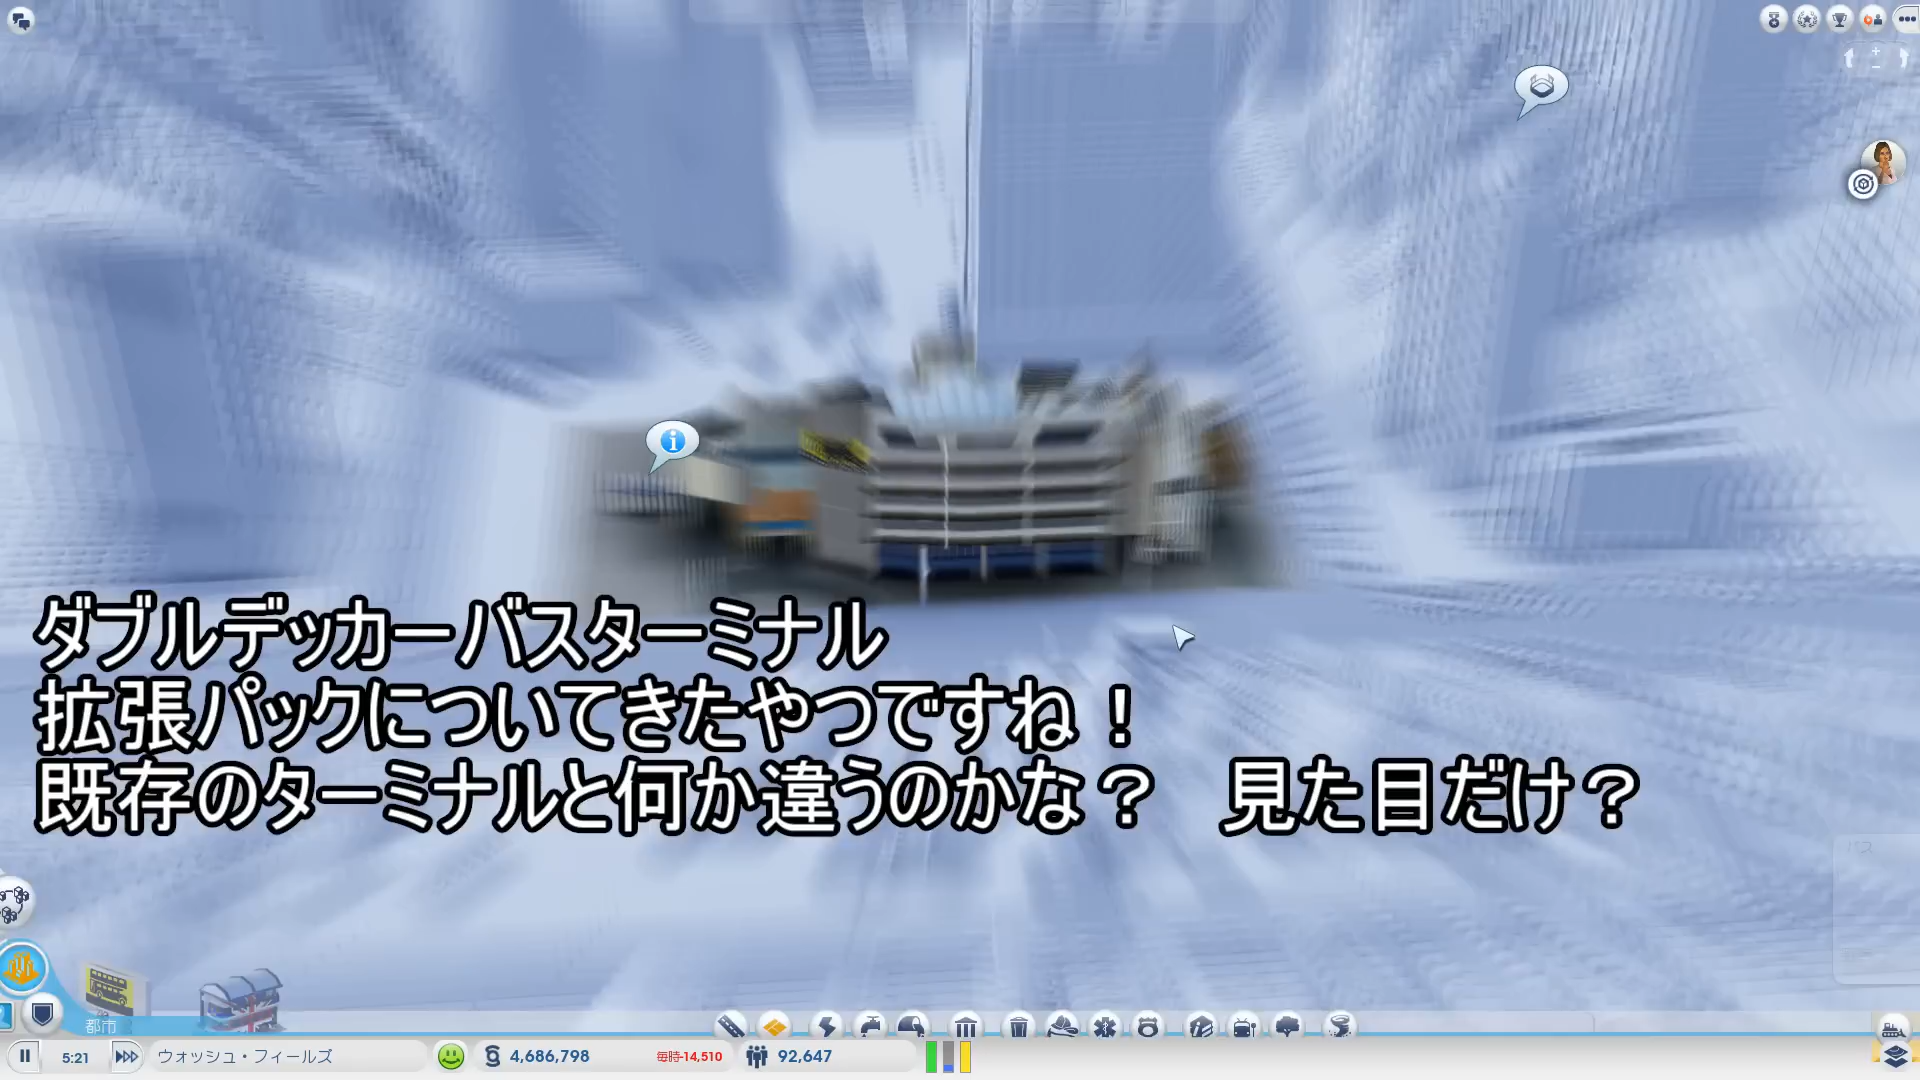 ダブルデッカーバスターミナル
拡張パックについてきたやつですね！
既存のターミナルと何か違うのかな？　見た目だけ？
バス
都市
5:21
ウォッシュ・フィールズ
4,686,798
毎時-14,510
92,647